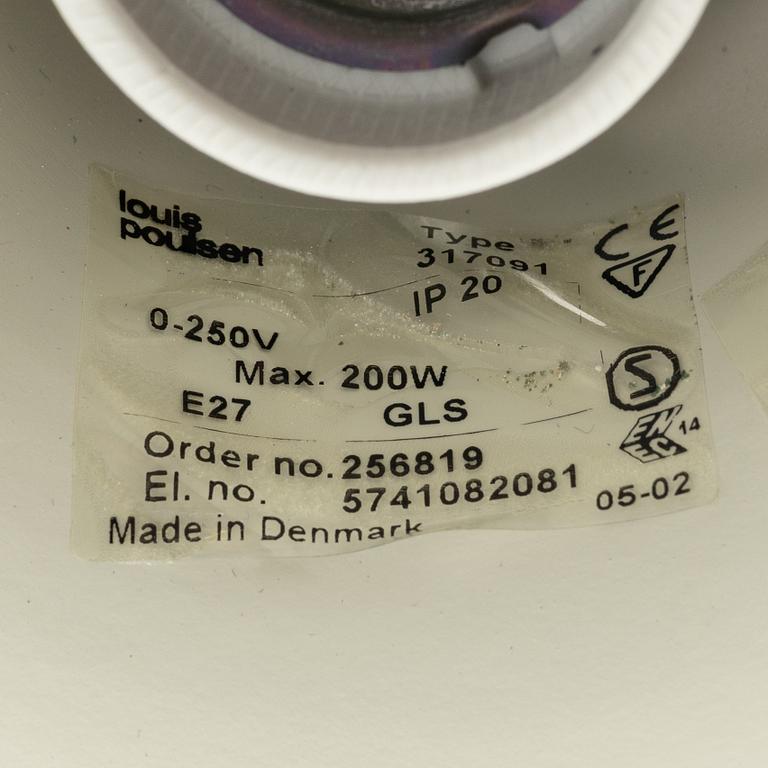 louis
poulsen
Type
317091
IP 20
CE
F
0-250V
Max. 200W
E27 GLS
S
ENEC 14
Order no. 256819
El. no. 5741082081
05-02
Made in Denmark